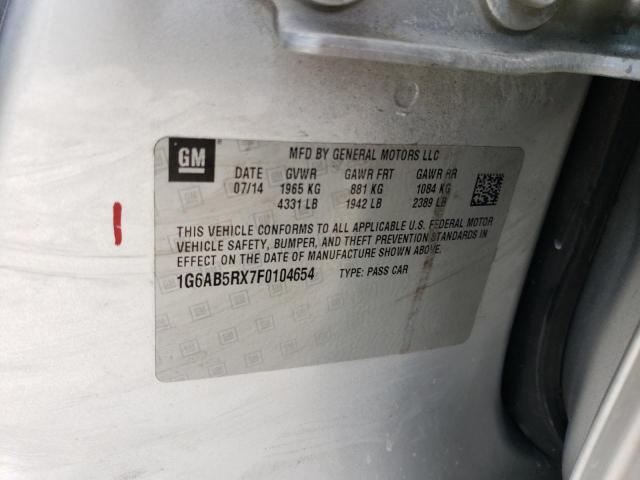 GM MFD BY GENERAL MOTORS LLC
DATE GVWR GAWR FRT GAWR RR
07/14 1965 KG 881 KG 1084 KG
4331 LB 1942 LB 2389 LB
THIS VEHICLE CONFORMS TO ALL APPLICABLE U.S. FEDERAL MOTOR
VEHICLE SAFETY, BUMPER, AND THEFT PREVENTION STANDARDS IN
EFFECT ON THE DATE OF MANUFACTURE SHOWN ABOVE.
1G6AB5RX7F0104654 TYPE: PASS CAR